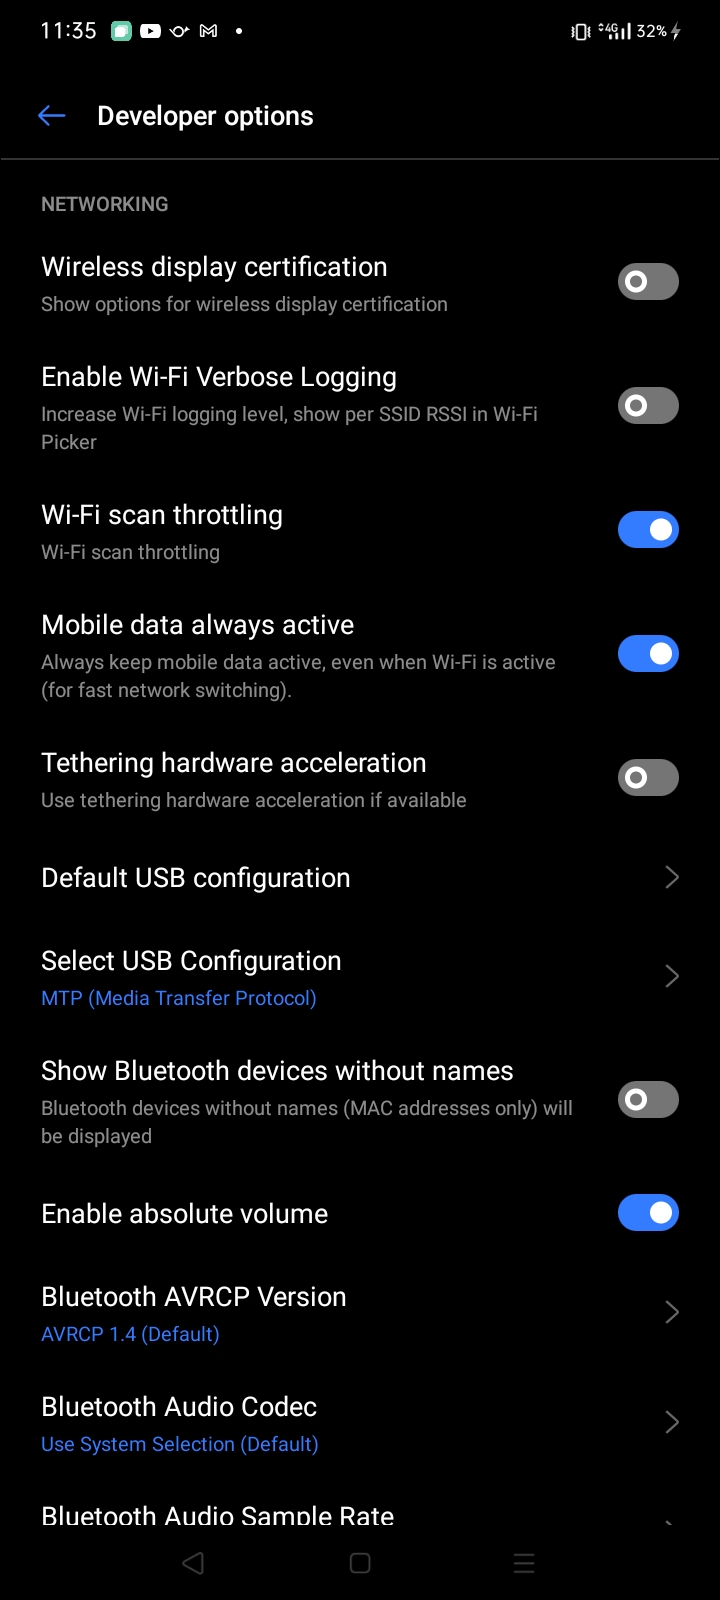 11:35
4G 32%
Developer options
NETWORKING
Wireless display certification
Show options for wireless display certification
Enable Wi-Fi Verbose Logging
Increase Wi-Fi logging level, show per SSID RSSI in Wi-Fi
Picker
Wi-Fi scan throttling
Wi-Fi scan throttling
Mobile data always active
Always keep mobile data active, even when Wi-Fi is active
(for fast network switching).
Tethering hardware acceleration
Use tethering hardware acceleration if available
Default USB configuration
Select USB Configuration
MTP (Media Transfer Protocol)
Show Bluetooth devices without names
Bluetooth devices without names (MAC addresses only) will
be displayed
Enable absolute volume
Bluetooth AVRCP Version
AVRCP 1.4 (Default)
Bluetooth Audio Codec
Use System Selection (Default)
Bluetooth Audio Sample Rate